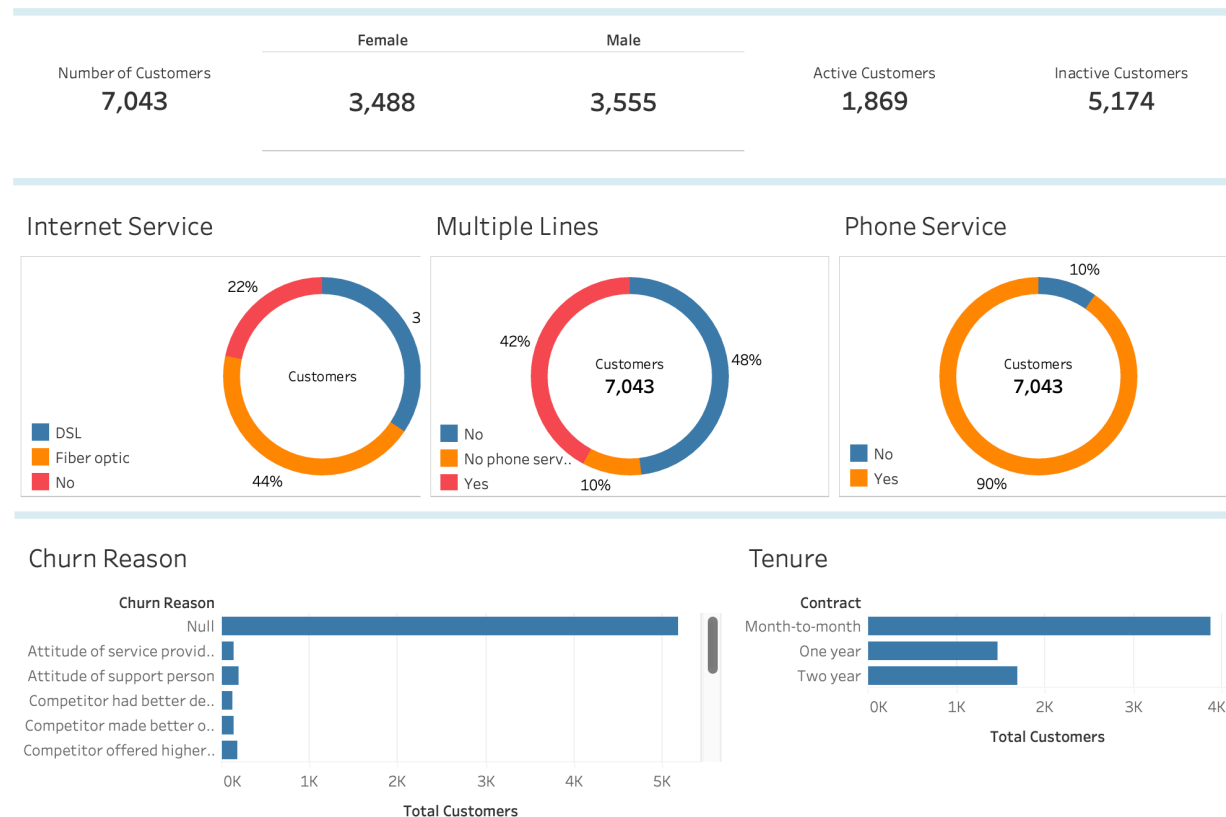 Female
Male
Number of Customers
7,043
3,488
3,555
Active Customers
1,869
Inactive Customers
5,174
Internet Service
22%
3
Customers
44%
DSL
Fiber optic
No
Multiple Lines
42%
48%
Customers
7,043
10%
No
No phone serv..
Yes
Phone Service
10%
Customers
7,043
90%
No
Yes
Churn Reason
Churn Reason
Null
Attitude of service provid..
Attitude of support person
Competitor had better de..
Competitor made better o..
Competitor offered higher..
0K 1K 2K 3K 4K 5K
Total Customers
Tenure
Contract
Month-to-month
One year
Two year
0K 1K 2K 3K 4K
Total Customers